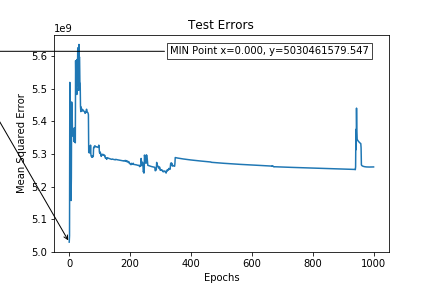 Test Errors
1e9
MIN Point x=0.000, y=5030461579.547
5.6
5.5
5.4
5.3
5.2
5.1
5.0
Mean Squared Error
0
200
400
600
800
1000
Epochs